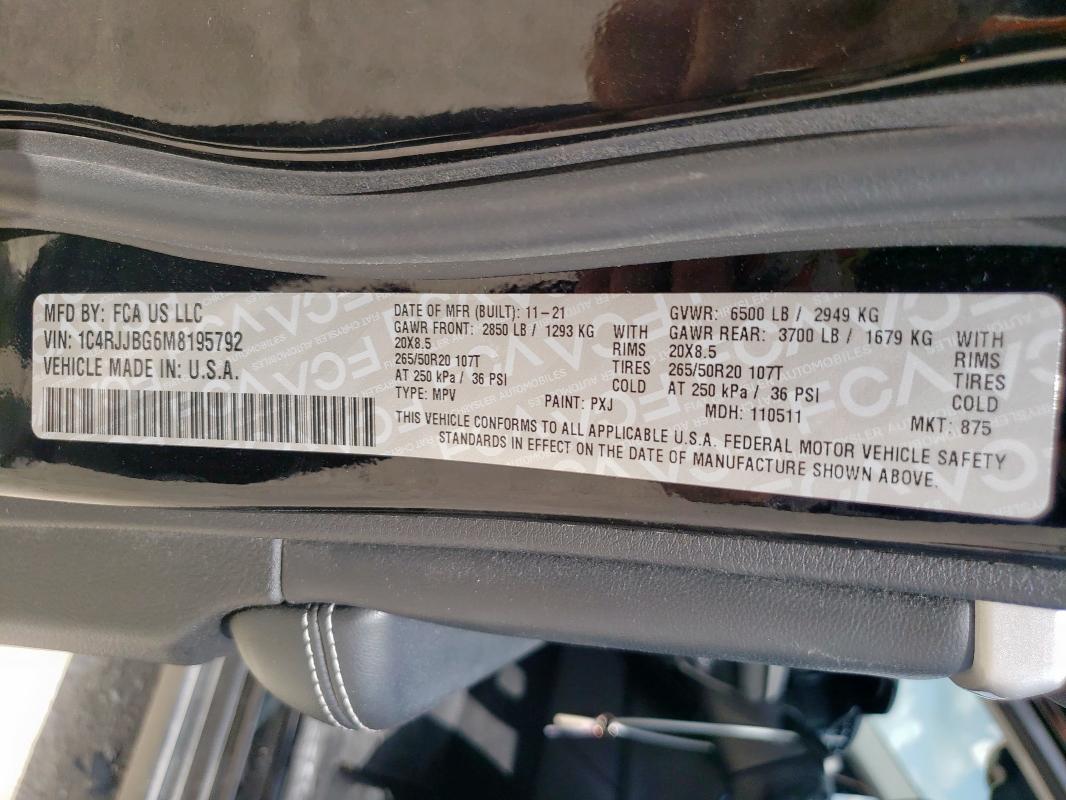 MFD BY: FCA US LLC
VIN: 1C4RJJBG6M8195792
VEHICLE MADE IN: U.S.A.
DATE OF MFR (BUILT): 11-21
GAWR FRONT: 2850 LB / 1293 KG WITH
20X8.5 RIMS
265/50R20 107T TIRES
AT 250 kPa / 36 PSI COLD
TYPE: MPV PAINT: PXJ
GVWR: 6500 LB / 2949 KG
GAWR REAR: 3700 LB / 1679 KG WITH
20X8.5 RIMS
265/50R20 107T TIRES
AT 250 kPa / 36 PSI COLD
MDH: 110511 MKT: 875
THIS VEHICLE CONFORMS TO ALL APPLICABLE U.S.A. FEDERAL MOTOR VEHICLE SAFETY
STANDARDS IN EFFECT ON THE DATE OF MANUFACTURE SHOWN ABOVE.